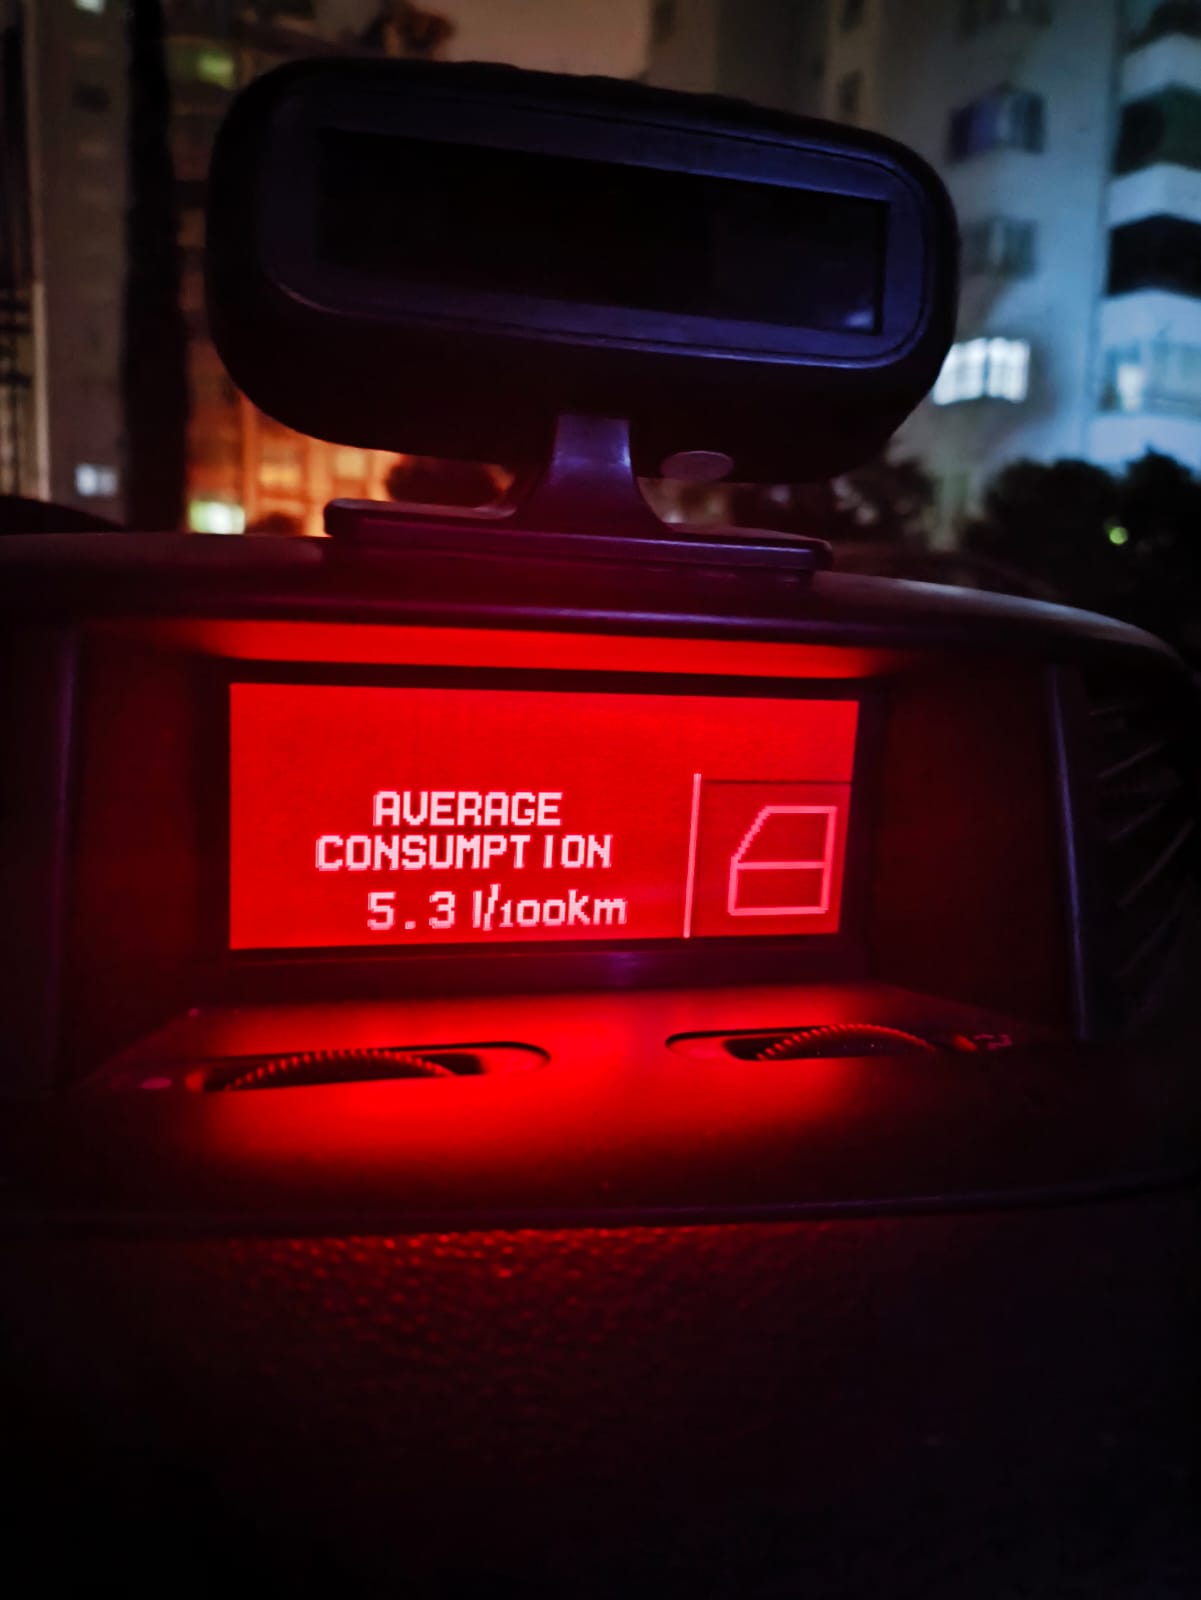 AVERAGE
CONSUMPTION
5.3 l/100km